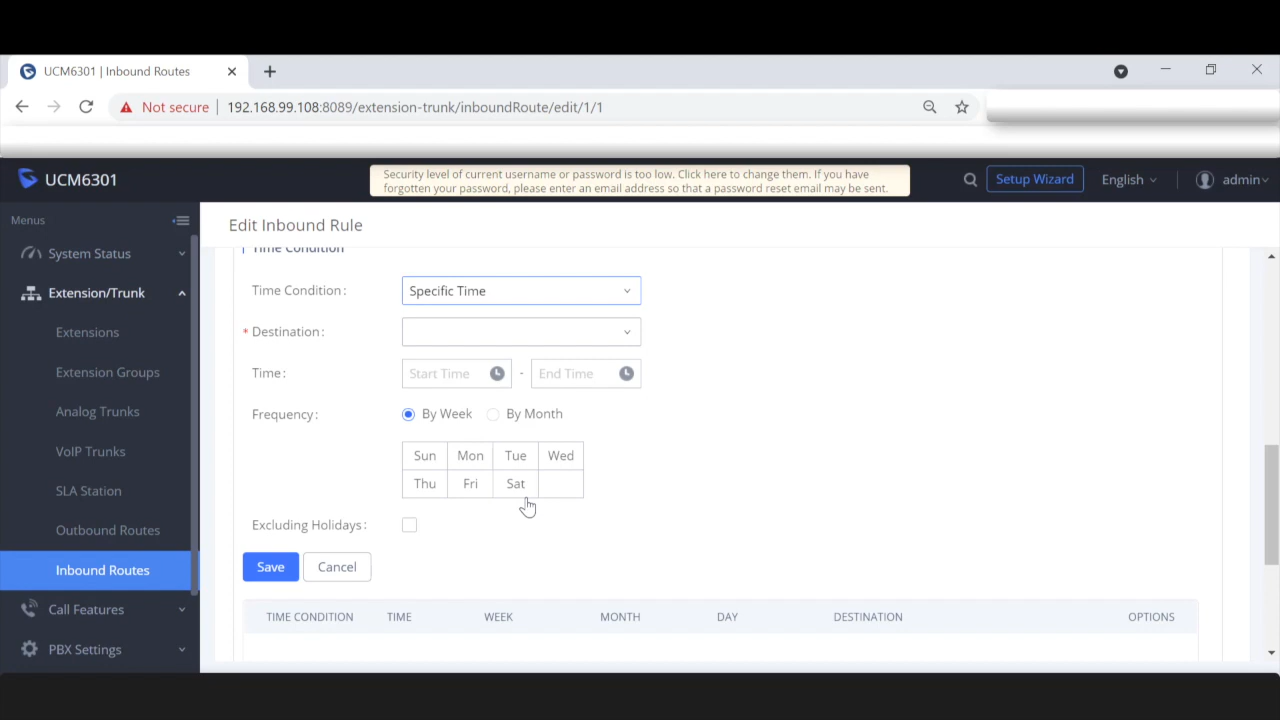 UCM6301 | Inbound Routes
Not secure | 192.168.99.108:8089/extension-trunk/inboundRoute/edit/1/1
UCM6301
Security level of current username or password is too low. Click here to change them. If you have
forgotten your password, please enter an email address so that a password reset email may be sent.
Setup Wizard
English
admin
Menus
System Status
Extension/Trunk
Extensions
Extension Groups
Analog Trunks
VoIP Trunks
SLA Station
Outbound Routes
Inbound Routes
Call Features
PBX Settings
Edit Inbound Rule
Time Condition
Time Condition: Specific Time
* Destination:
Time: Start Time - End Time
Frequency: By Week By Month
Sun Mon Tue Wed
Thu Fri Sat
Excluding Holidays:
Save Cancel
TIME CONDITION TIME WEEK MONTH DAY DESTINATION OPTIONS